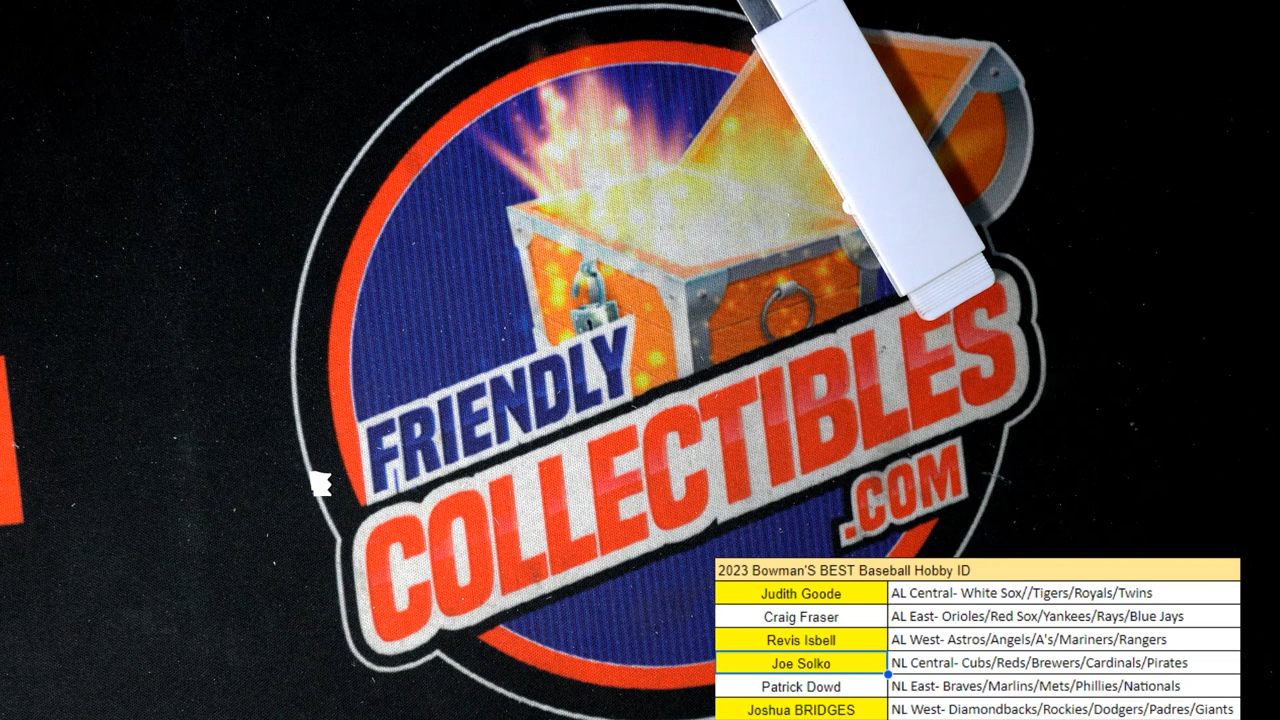 FRIENDLY
COLLECTIBLES
.COM
2023 Bowman'S BEST Baseball Hobby ID
Judith Goode AL Central- White Sox//Tigers/Royals/Twins
Craig Fraser AL East- Orioles/Red Sox/Yankees/Rays/Blue Jays
Revis Isbell AL West- Astros/Angels/A's/Mariners/Rangers
Joe Solko NL Central- Cubs/Reds/Brewers/Cardinals/Pirates
Patrick Dowd NL East- Braves/Marlins/Mets/Phillies/Nationals
Joshua BRIDGES NL West- Diamondbacks/Rockies/Dodgers/Padres/Giants